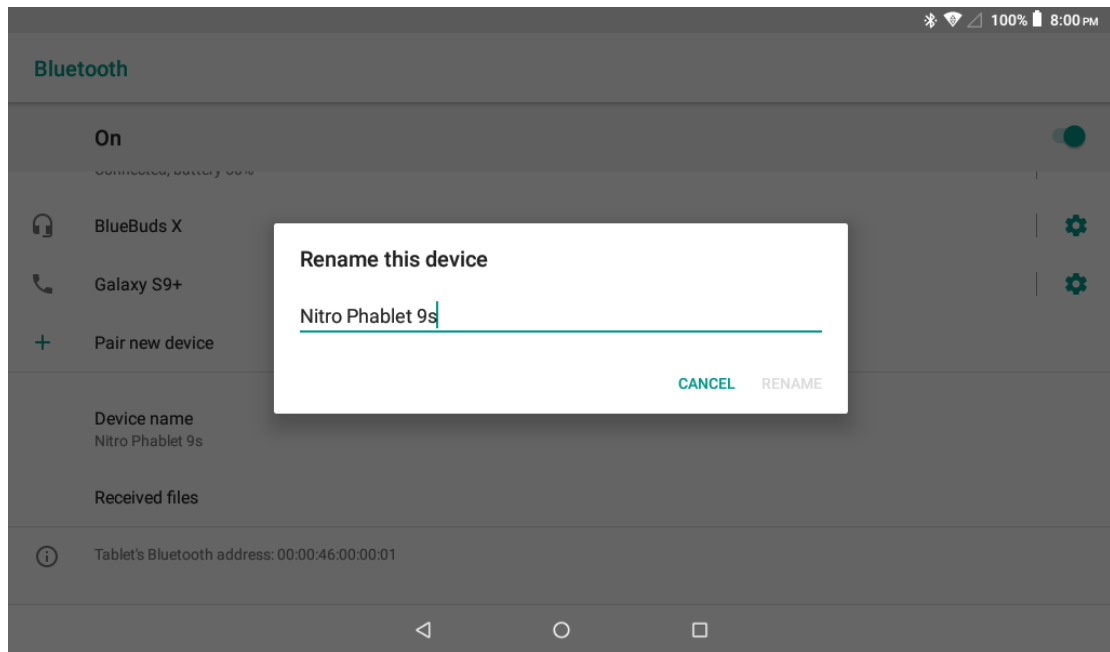 100% 8:00 PM
Bluetooth
On
BlueBuds X
Galaxy S9+
Pair new device
Rename this device
Nitro Phablet 9s
CANCEL RENAME
Device name
Nitro Phablet 9s
Received files
Tablet's Bluetooth address: 00:00:46:00:00:01